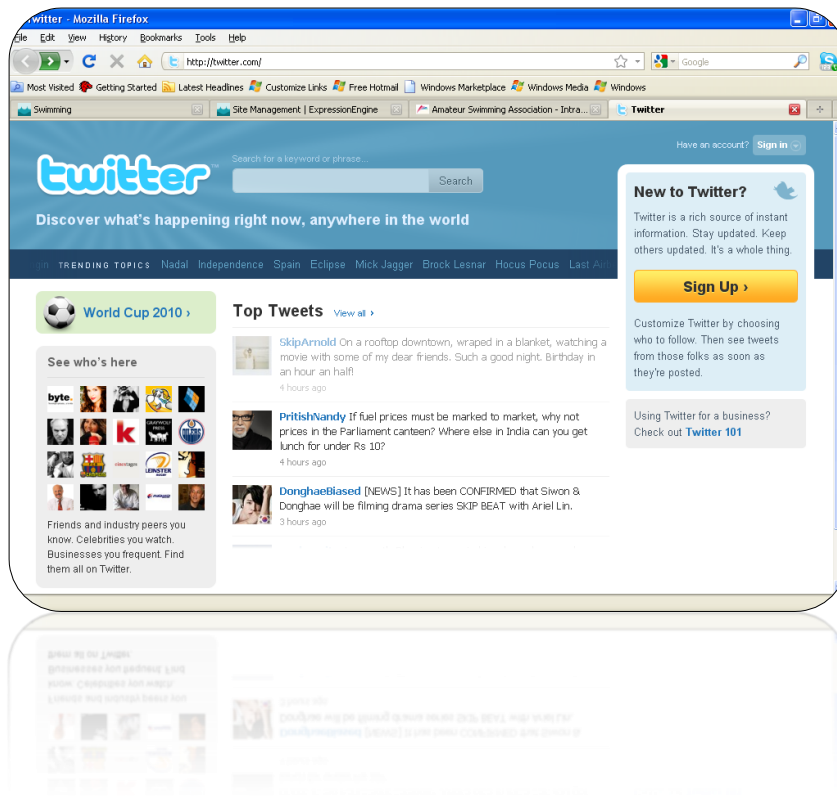 Twitter - Mozilla Firefox
File Edit View History Bookmarks Tools Help
http://twitter.com/
Google
Most Visited Getting Started Latest Headlines Customize Links Free Hotmail Windows Marketplace Windows Media Windows
Swimming
Site Management | ExpressionEngine
Amateur Swimming Association - Intra...
Twitter
Have an account? Sign in
twitter™
Search for a keyword or phrase...
Search
Discover what's happening right now, anywhere in the world
TRENDING TOPICS Nadal Independence Spain Eclipse Mick Jagger Brock Lesnar Hocus Pocus Last Air
New to Twitter?
Twitter is a rich source of instant
information. Stay updated. Keep
others updated. It's a whole thing.
Sign Up ›
Customize Twitter by choosing
who to follow. Then see tweets
from those folks as soon as
they're posted.
Using Twitter for a business?
Check out Twitter 101
World Cup 2010 ›
See who's here
byte.
k
LEINSTER
Friends and industry peers you
know. Celebrities you watch.
Businesses you frequent. Find
them all on Twitter.
Top Tweets View all ›
SkipArnold On a rooftop downtown, wraped in a blanket, watching a
movie with some of my dear friends. Such a good night. Birthday in
an hour an half!
4 hours ago
PritishNandy If fuel prices must be marked to market, why not
prices in the Parliament canteen? Where else in India can you get
lunch for under Rs 10?
4 hours ago
DonghaeBiased [NEWS] It has been CONFIRMED that Siwon &
Donghae will be filming drama series SKIP BEAT with Ariel Lin.
3 hours ago